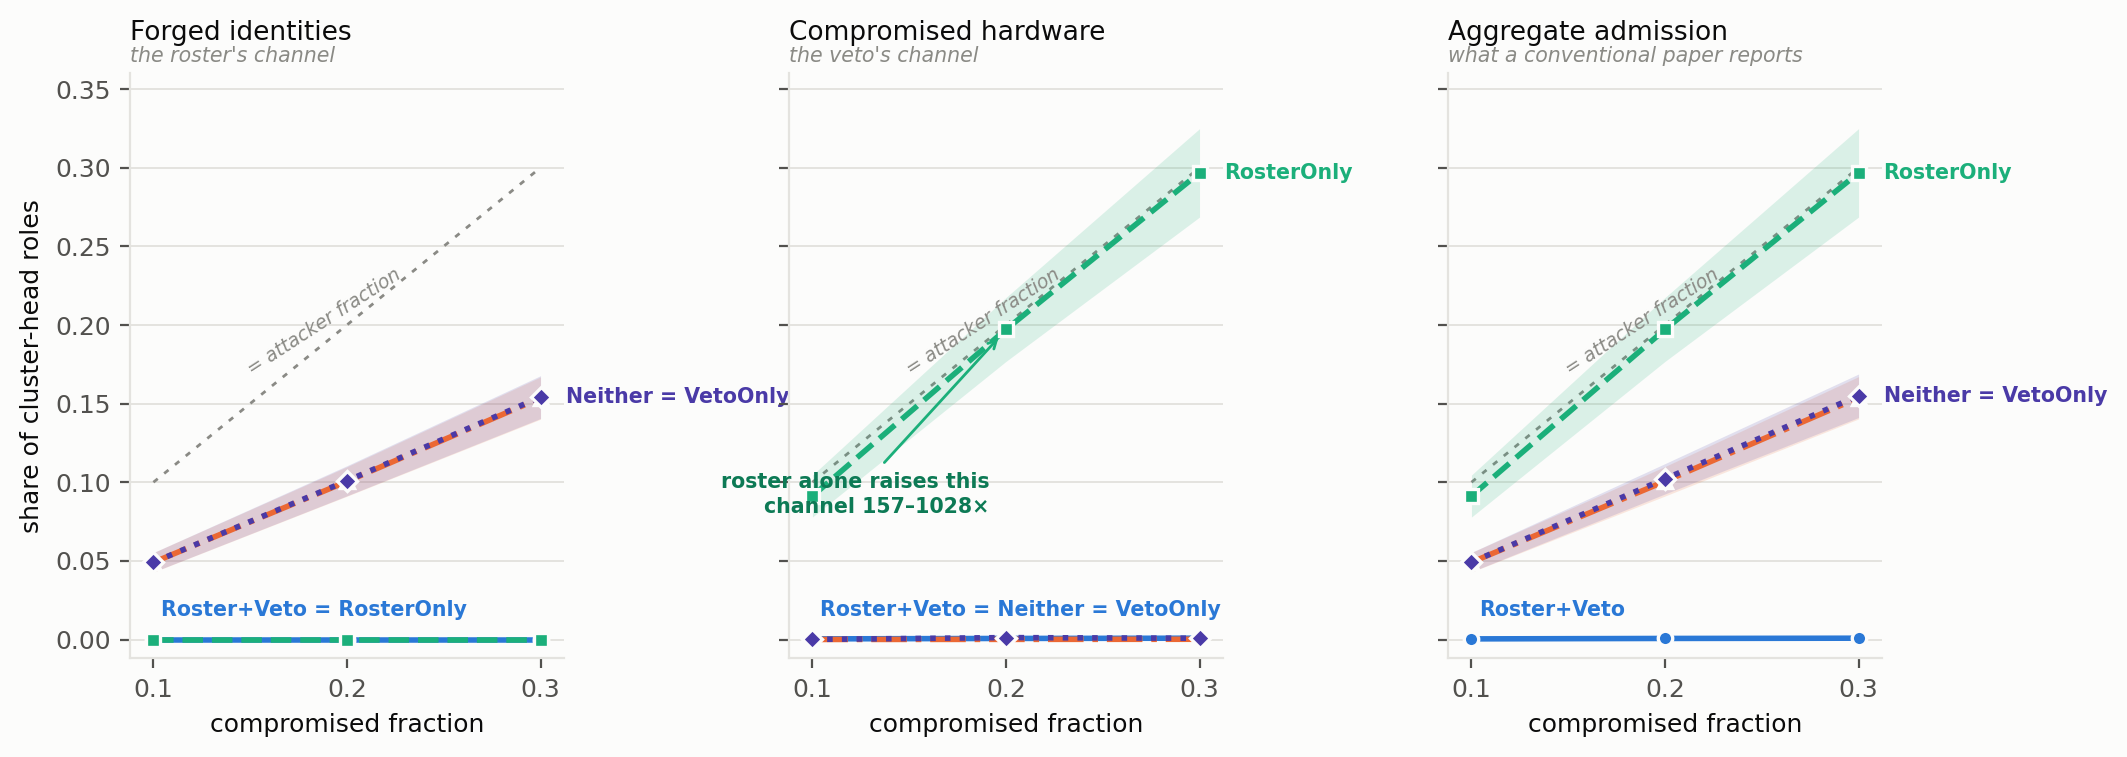 Forged identities
the roster's channel
share of cluster-head roles
0.35
0.30
0.25
0.20
0.15
0.10
0.05
0.00
= attacker fraction
Neither = VetoOnly
Roster+Veto = RosterOnly
0.1 0.2 0.3
compromised fraction
Compromised hardware
the veto's channel
RosterOnly
= attacker fraction
roster alone raises this
channel 157–1028×
Roster+Veto = Neither = VetoOnly
0.1 0.2 0.3
compromised fraction
Aggregate admission
what a conventional paper reports
RosterOnly
= attacker fraction
Neither = VetoOnly
Roster+Veto
0.1 0.2 0.3
compromised fraction